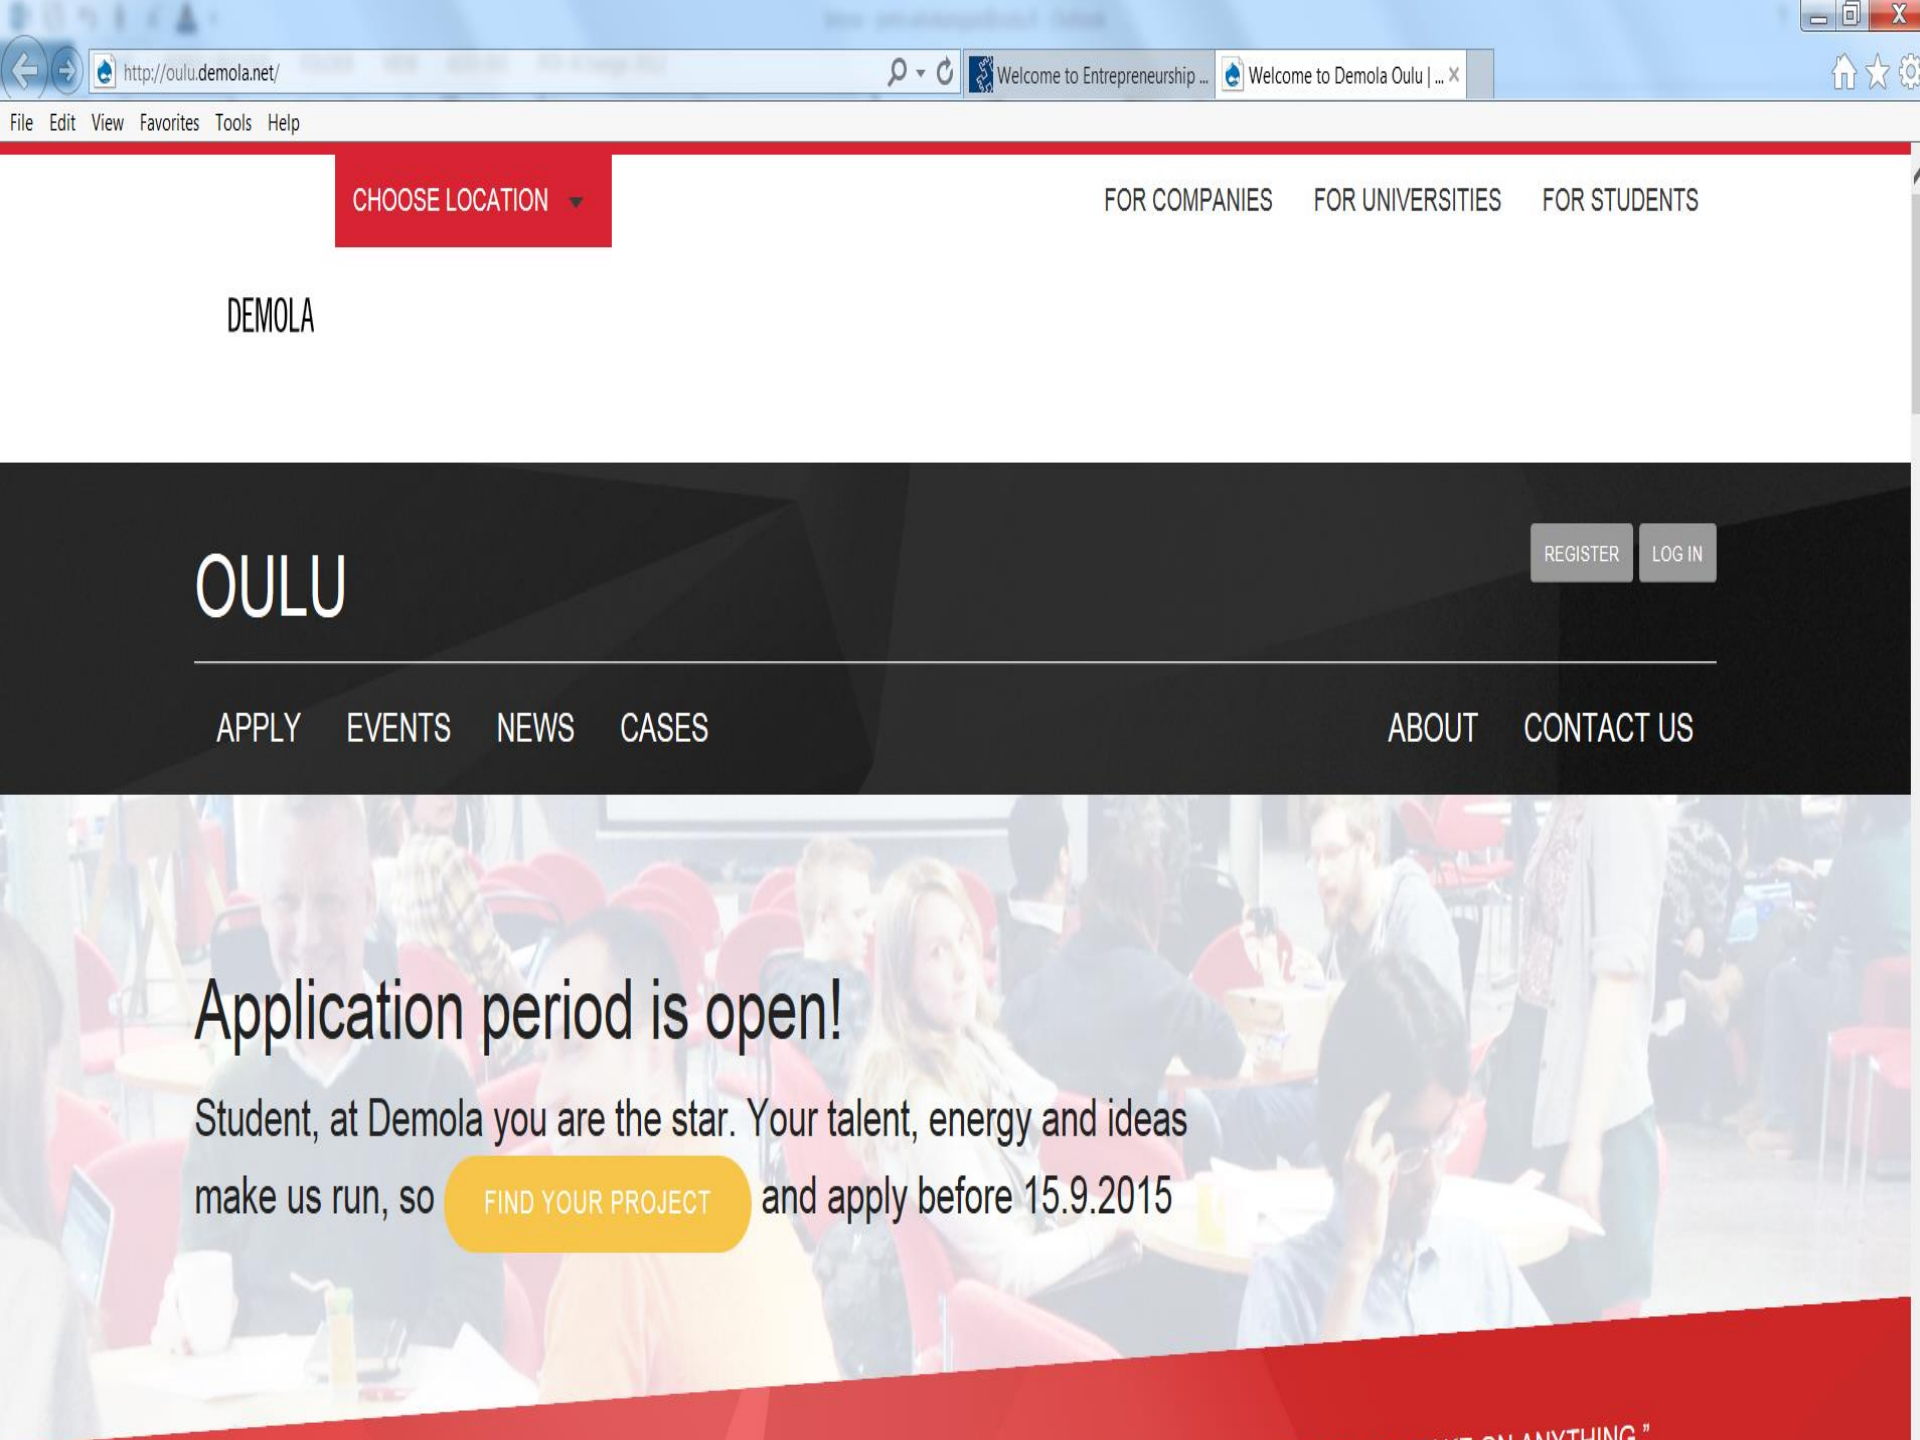 http://oulu.demola.net/
Welcome to Entrepreneurship ...
Welcome to Demola Oulu | ...
File Edit View Favorites Tools Help
CHOOSE LOCATION
FOR COMPANIES FOR UNIVERSITIES FOR STUDENTS
DEMOLA
OULU
REGISTER LOG IN
APPLY EVENTS NEWS CASES ABOUT CONTACT US
Application period is open!
Student, at Demola you are the star. Your talent, energy and ideas
make us run, so FIND YOUR PROJECT and apply before 15.9.2015
ON ANYTHING."